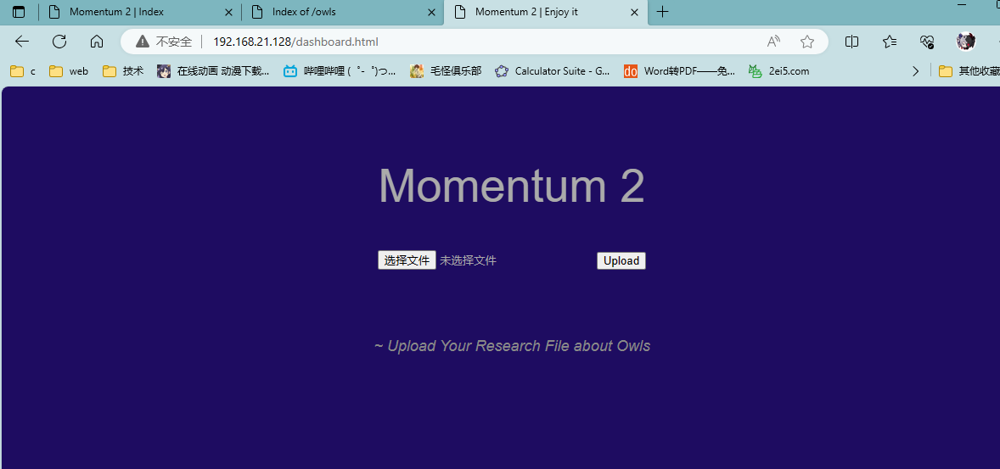 Momentum 2 | Index
Index of /owls
Momentum 2 | Enjoy it
不安全
192.168.21.128/dashboard.html
c
web
技术
在线动画 动漫下载...
哔哩哔哩 ( ゜- ゜)つ...
毛怪俱乐部
Calculator Suite - G...
Word转PDF——免...
2ei5.com
其他收藏
Momentum 2
选择文件 未选择文件
Upload
~ Upload Your Research File about Owls